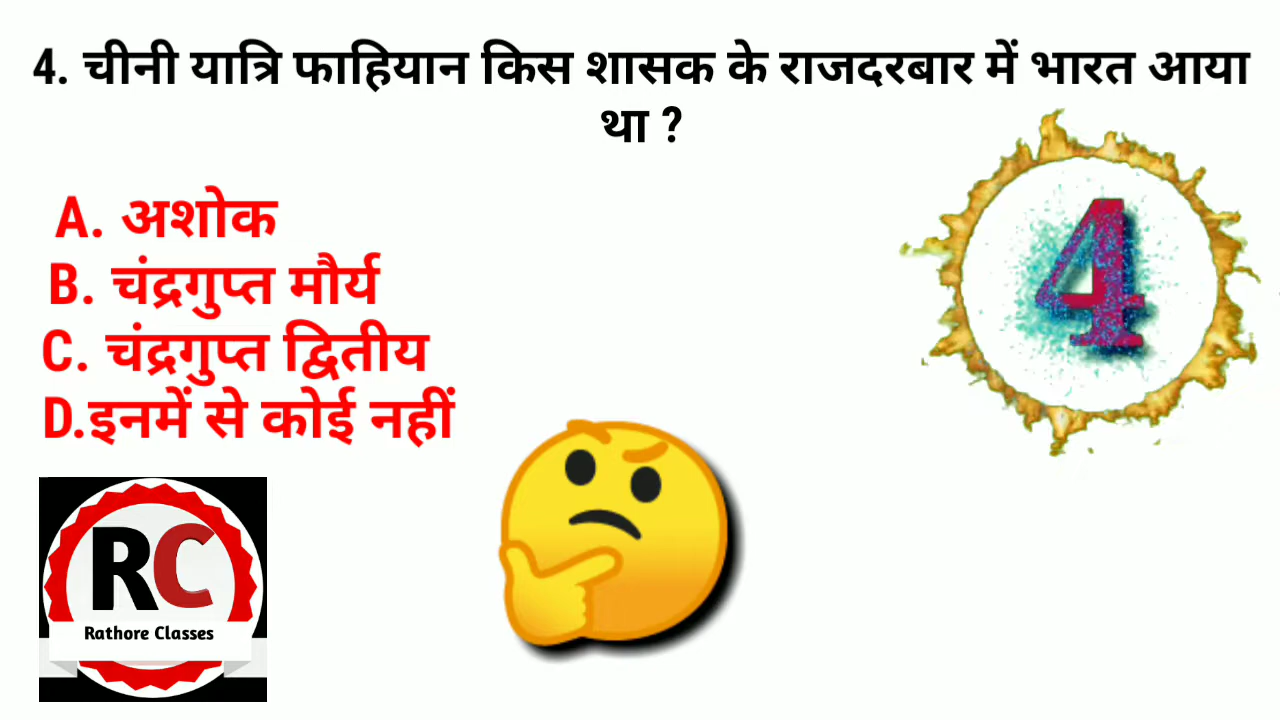 4. चीनी यात्रि फाहियान किस शासक के राजदरबार में भारत आया
था ?
A. अशोक
B. चंद्रगुप्त मौर्य
C. चंद्रगुप्त द्वितीय
D.इनमें से कोई नहीं
4
RC
Rathore Classes